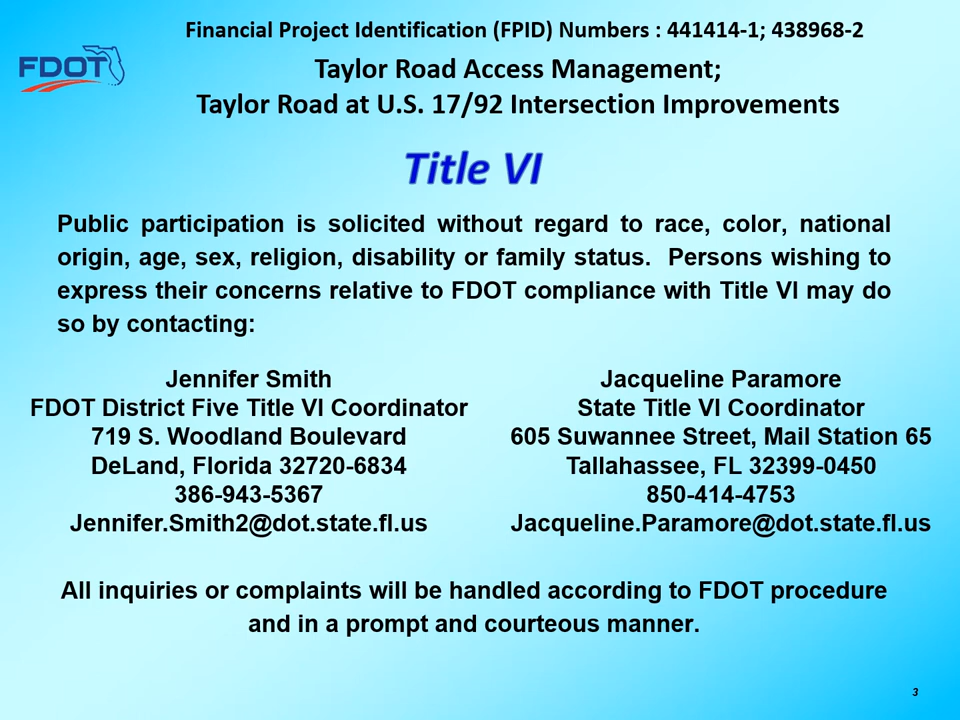 Financial Project Identification (FPID) Numbers : 441414-1; 438968-2
FDOT
Taylor Road Access Management;
Taylor Road at U.S. 17/92 Intersection Improvements
Title VI
Public participation is solicited without regard to race, color, national
origin, age, sex, religion, disability or family status.  Persons wishing to
express their concerns relative to FDOT compliance with Title VI may do
so by contacting:
Jennifer Smith
FDOT District Five Title VI Coordinator
719 S. Woodland Boulevard
DeLand, Florida 32720-6834
386-943-5367
Jennifer.Smith2@dot.state.fl.us
Jacqueline Paramore
State Title VI Coordinator
605 Suwannee Street, Mail Station 65
Tallahassee, FL 32399-0450
850-414-4753
Jacqueline.Paramore@dot.state.fl.us
All inquiries or complaints will be handled according to FDOT procedure
and in a prompt and courteous manner.
3